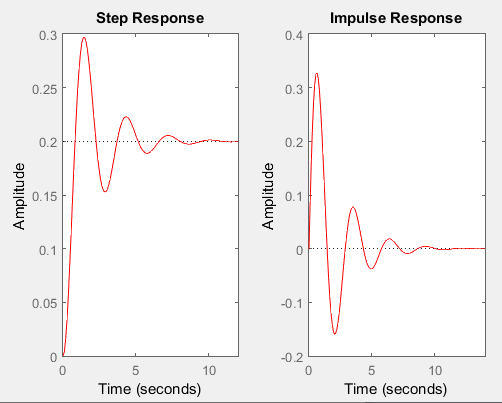 Step Response
Amplitude
0.3
0.25
0.2
0.15
0.1
0.05
0
0 5 10
Time (seconds)
Impulse Response
Amplitude
0.4
0.3
0.2
0.1
0
-0.1
-0.2
0 5 10
Time (seconds)